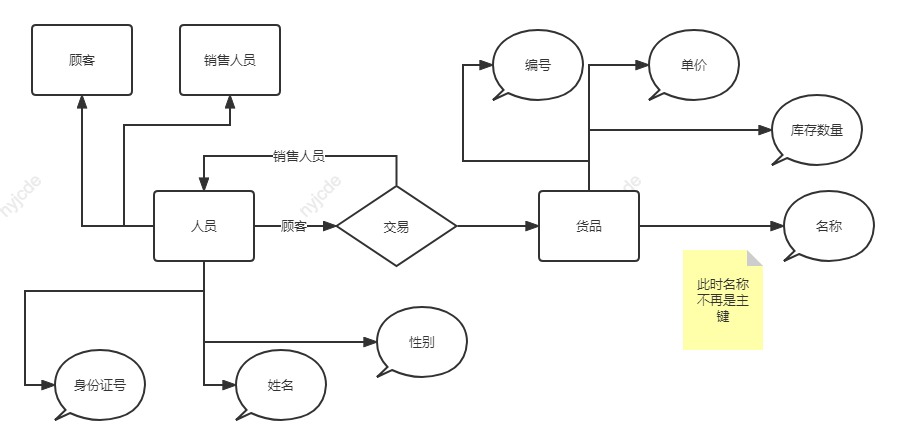 顾客
销售人员
编号
单价
库存数量
销售人员
人员
顾客
交易
货品
名称
此时名称
不再是主
键
性别
身份证号
姓名
nyjcde
nyjcde
de